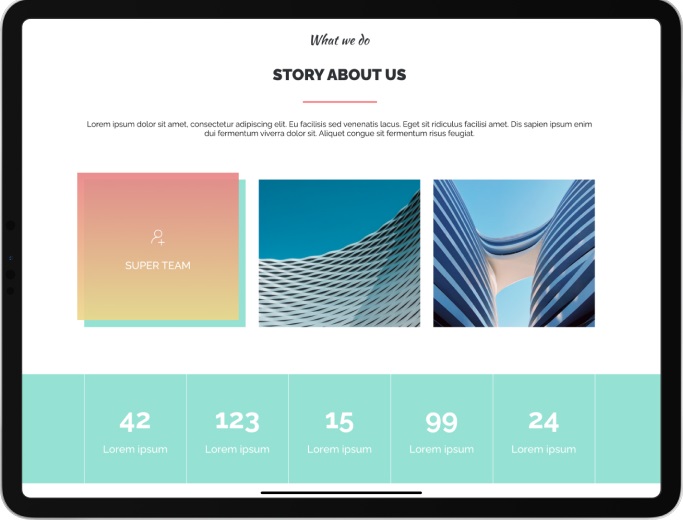 What we do
STORY ABOUT US
Lorem ipsum dolor sit amet, consectetur adipiscing elit. Eu facilisis sed venenatis lacus. Eget sit ridiculus facilisi amet. Dis sapien ipsum enim
dui fermentum viverra dolor sit. Aliquet congue sit fermentum risus feugiat.
SUPER TEAM
42 123 15 99 24
Lorem ipsum Lorem ipsum Lorem ipsum Lorem ipsum Lorem ipsum